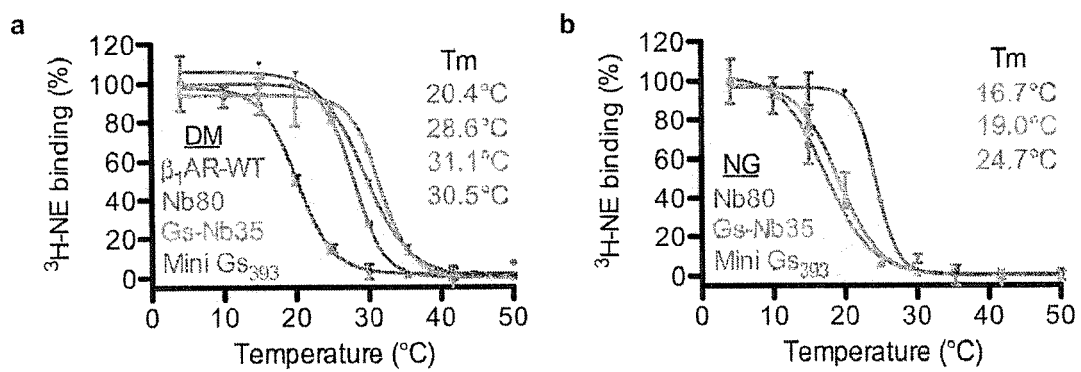 a
120
100
80
60
40
20
0
³H-NE binding (%)
DM
β₁AR-WT
Nb80
Gs-Nb35
Mini Gs₃₉₃
Tm
20.4°C
28.6°C
31.1°C
30.5°C
0 10 20 30 40 50
Temperature (°C)
b
120
100
80
60
40
20
0
³H-NE binding (%)
NG
Nb80
Gs-Nb35
Mini Gs₃₉₃
Tm
16.7°C
19.0°C
24.7°C
0 10 20 30 40 50
Temperature (°C)